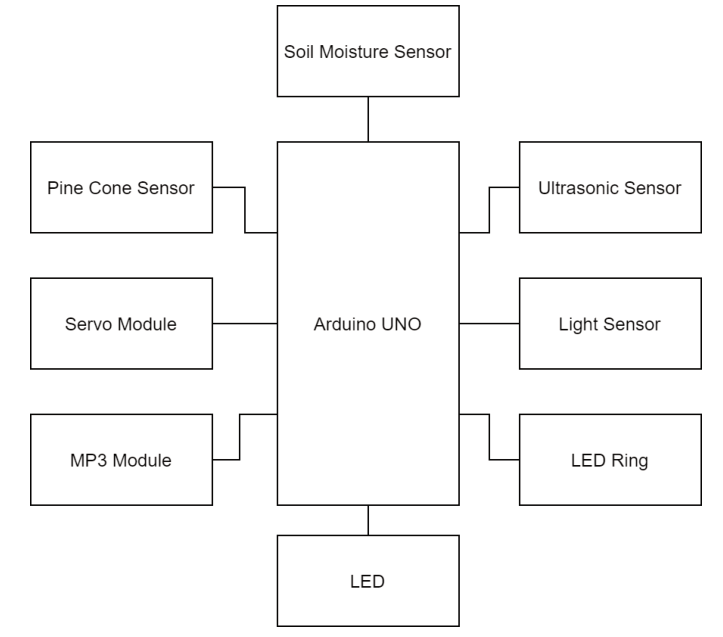 Soil Moisture Sensor
Pine Cone Sensor
Ultrasonic Sensor
Servo Module
Arduino UNO
Light Sensor
MP3 Module
LED Ring
LED